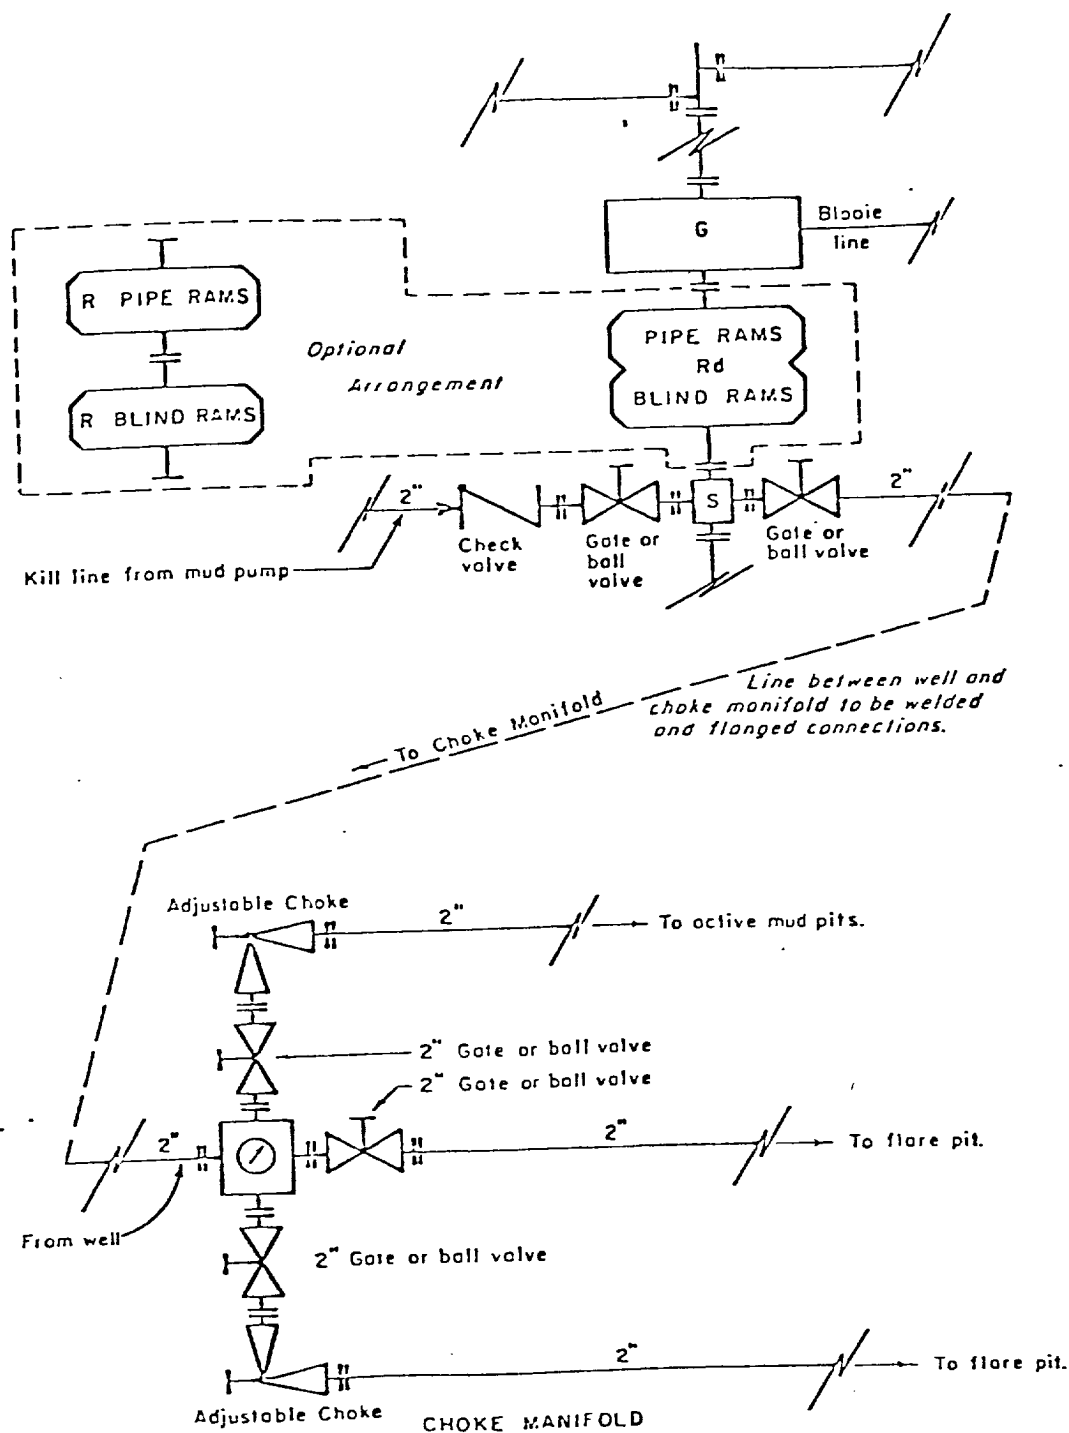 Blooie
line
G
R PIPE RAMS
R BLIND RAMS
Optional
Arrangement
PIPE RAMS
Rd
BLIND RAMS
2"
S
2"
Check
valve
Gate or
ball
valve
Gate or
ball valve
Kill line from mud pump
Line between well and
choke manifold to be welded
and flanged connections.
To Choke Manifold
Adjustable Choke
2"
To active mud pits.
2" Gate or ball valve
2" Gate or ball valve
2"
2"
To flare pit.
From well
2" Gate or ball valve
2"
To flare pit.
Adjustable Choke
CHOKE MANIFOLD